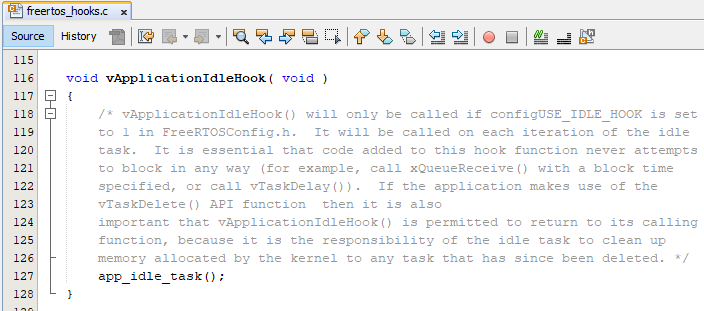 freertos_hooks.c
Source History
115
116 void vApplicationIdleHook( void )
117 {
118 /* vApplicationIdleHook() will only be called if configUSE_IDLE_HOOK is set
119 to 1 in FreeRTOSConfig.h.  It will be called on each iteration of the idle
120 task.  It is essential that code added to this hook function never attempts
121 to block in any way (for example, call xQueueReceive() with a block time
122 specified, or call vTaskDelay()).  If the application makes use of the
123 vTaskDelete() API function  then it is also
124 important that vApplicationIdleHook() is permitted to return to its calling
125 function, because it is the responsibility of the idle task to clean up
126 memory allocated by the kernel to any task that has since been deleted. */
127 app_idle_task();
128 }